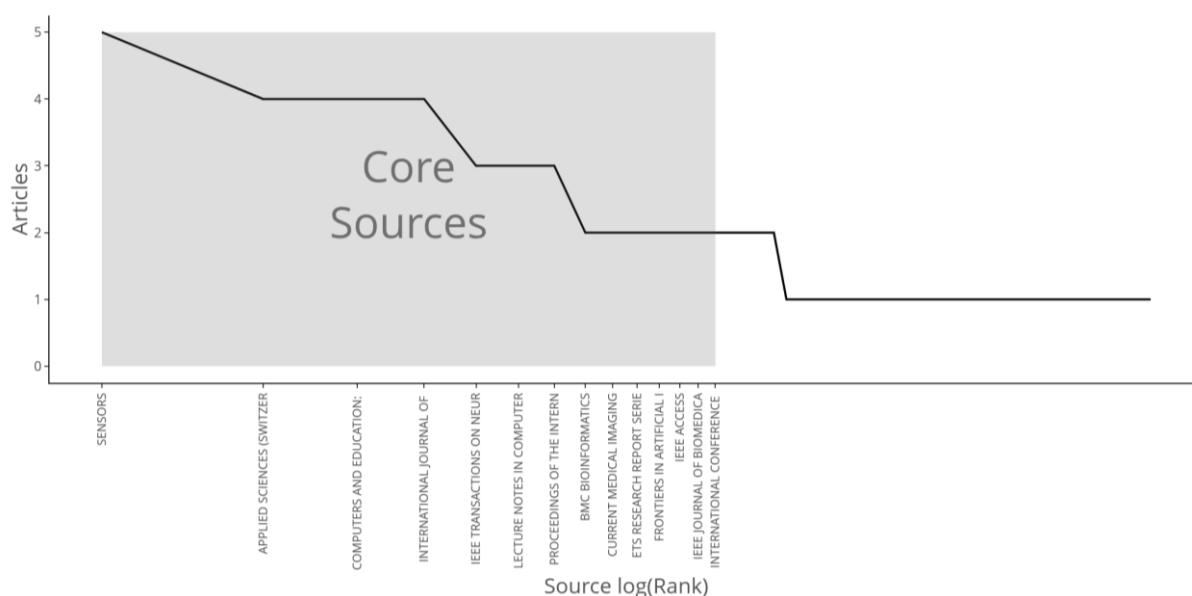 5
4
3
2
1
0
Articles
Core
Sources
SENSORS
APPLIED SCIENCES (SWITZER
COMPUTERS AND EDUCATION:
INTERNATIONAL JOURNAL OF
IEEE TRANSACTIONS ON NEUR
LECTURE NOTES IN COMPUTER
PROCEEDINGS OF THE INTERN
BMC BIOINFORMATICS
CURRENT MEDICAL IMAGING
ETS RESEARCH REPORT SERIE
FRONTIERS IN ARTIFICIAL I
IEEE ACCESS
IEEE JOURNAL OF BIOMEDICA
INTERNATIONAL CONFERENCE
Source log(Rank)